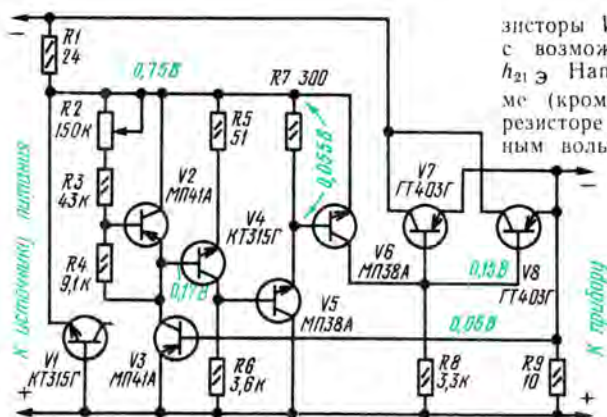 зисторы V
с возмож
h21 Э Нап
ме (кром
резисторе
ным воль
−
R1
24
0,75 В
R2
150к
R3
43к
R4
9,1к
V2
МП41А
R5
51
R7 300
V4
КТ315Г
0,055 В
V7
ГТ403Г
−
V6
МП38А
0,17В
V5
МП38А
0,13В
V8
ГТ403Г
0,05В
К источнику питания
К прибору
V1
КТ315Г
V3
МП41А
R6
3,6к
R8
3,3к
R9
10
+
+